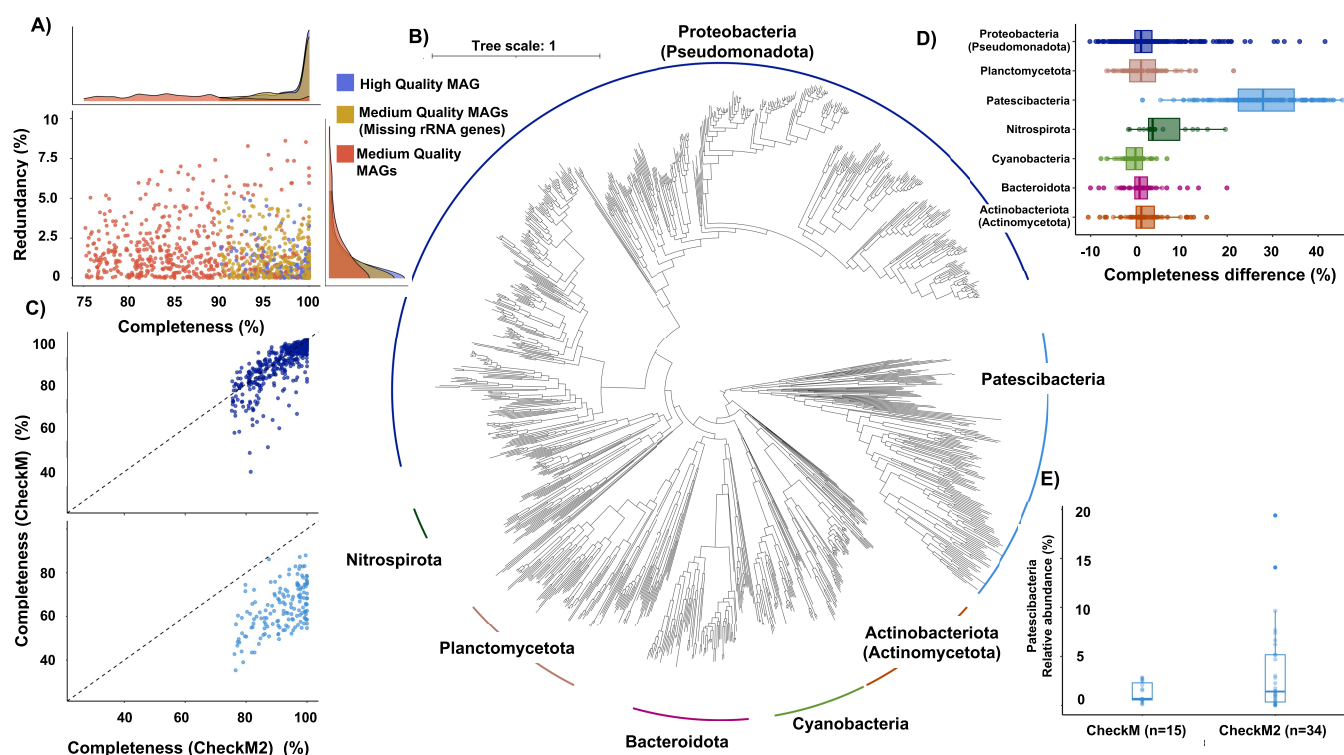 A)
High Quality MAG
Medium Quality MAGs
(Missing rRNA genes)
Medium Quality
MAGs
Redundancy (%)
10
7.5
5.0
2.5
0
75
80
85
90
95
100
Completeness (%)
B)
Tree scale: 1
Proteobacteria
(Pseudomonadota)
Patescibacteria
Actinobacteriota
(Actinomycetota)
Cyanobacteria
Bacteroidota
Planctomycetota
Nitrospirota
C)
Completeness (CheckM) (%)
100
80
60
40
80
60
40
40
60
80
100
Completeness (CheckM2) (%)
D)
Proteobacteria
(Pseudomonadota)
Planctomycetota
Patescibacteria
Nitrospirota
Cyanobacteria
Bacteroidota
Actinobacteriota
(Actinomycetota)
-10
0
10
20
30
40
Completeness difference (%)
E)
Patescibacteria
Relative abundance (%)
20
15
10
5
0
CheckM (n=15)
CheckM2 (n=34)